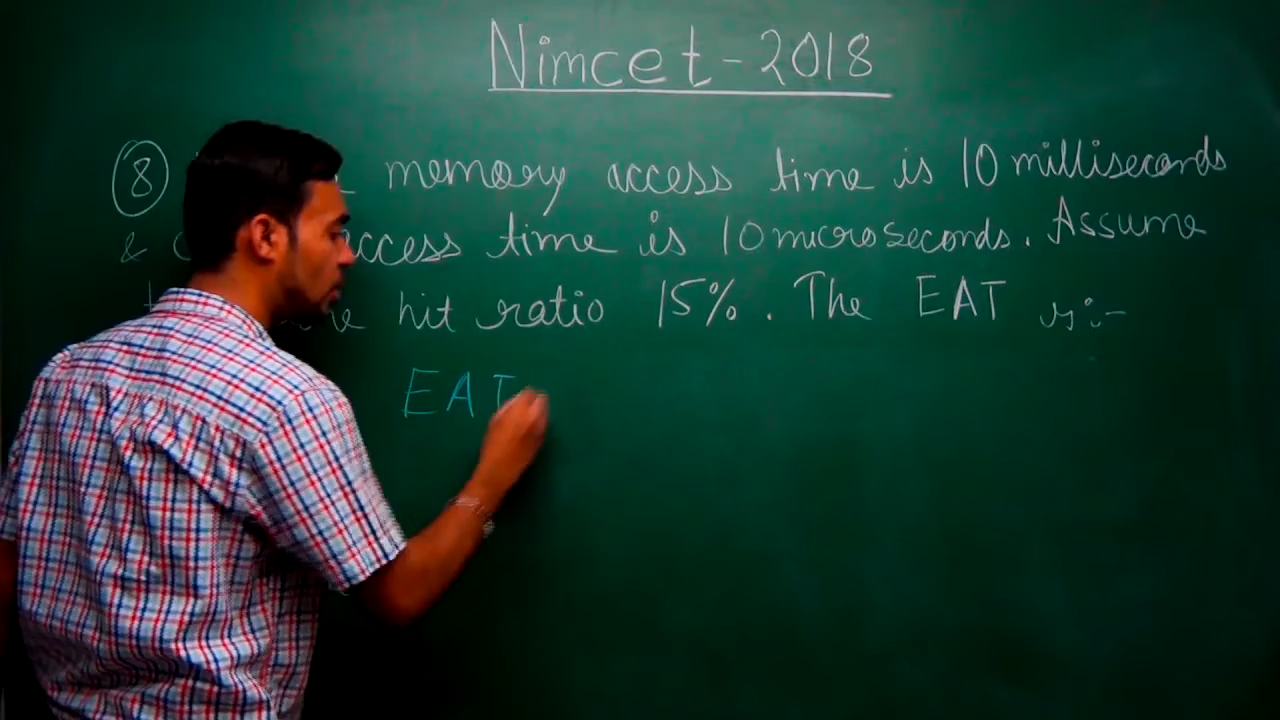 Nimcet-2018
8 memory access time is 10 milliseconds
& access time is 10 microseconds. Assume
hit ratio 15%. The EAT is:-
EAT